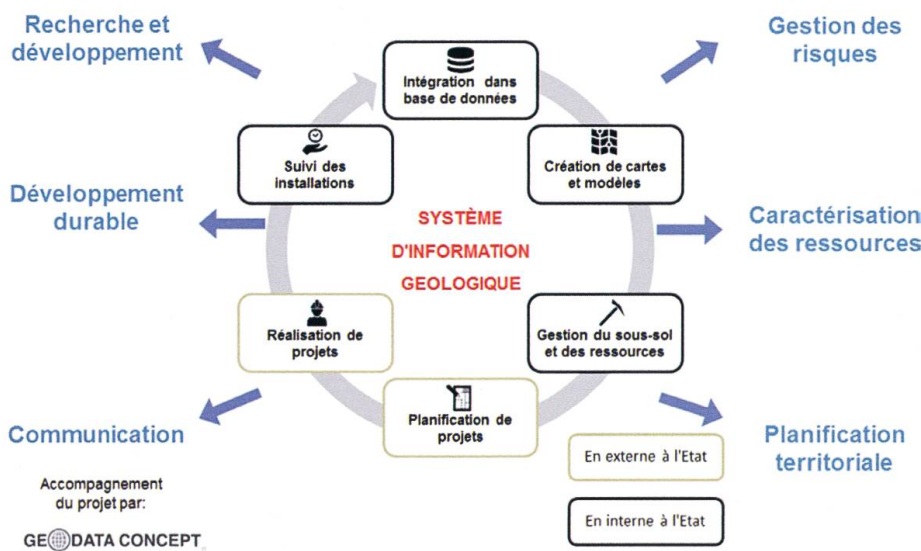 Recherche et
développement
Gestion des
risques
Intégration dans
base de données
Suivi des
installations
Création de cartes
et modèles
Développement
durable
SYSTÈME
D'INFORMATION
GEOLOGIQUE
Caractérisation
des ressources
Réalisation de
projets
Gestion du sous-sol
et des ressources
Planification de
projets
Communication
Planification
territoriale
En externe à l'Etat
En interne à l'Etat
Accompagnement
du projet par:
GEODATA CONCEPT